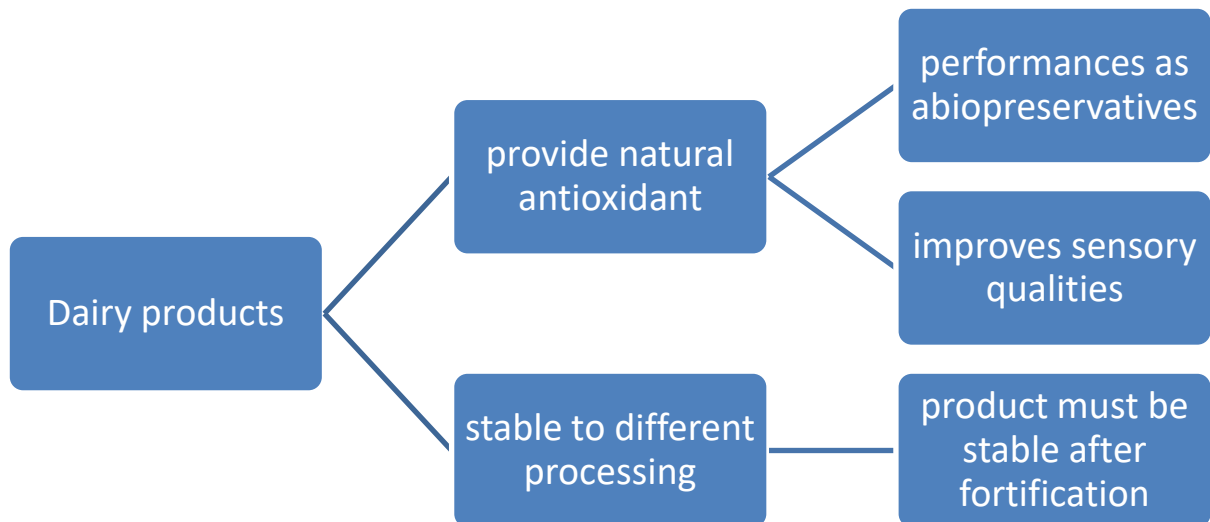 Dairy products
provide natural
antioxidant
performances as
abiopreservatives
improves sensory
qualities
stable to different
processing
product must be
stable after
fortification